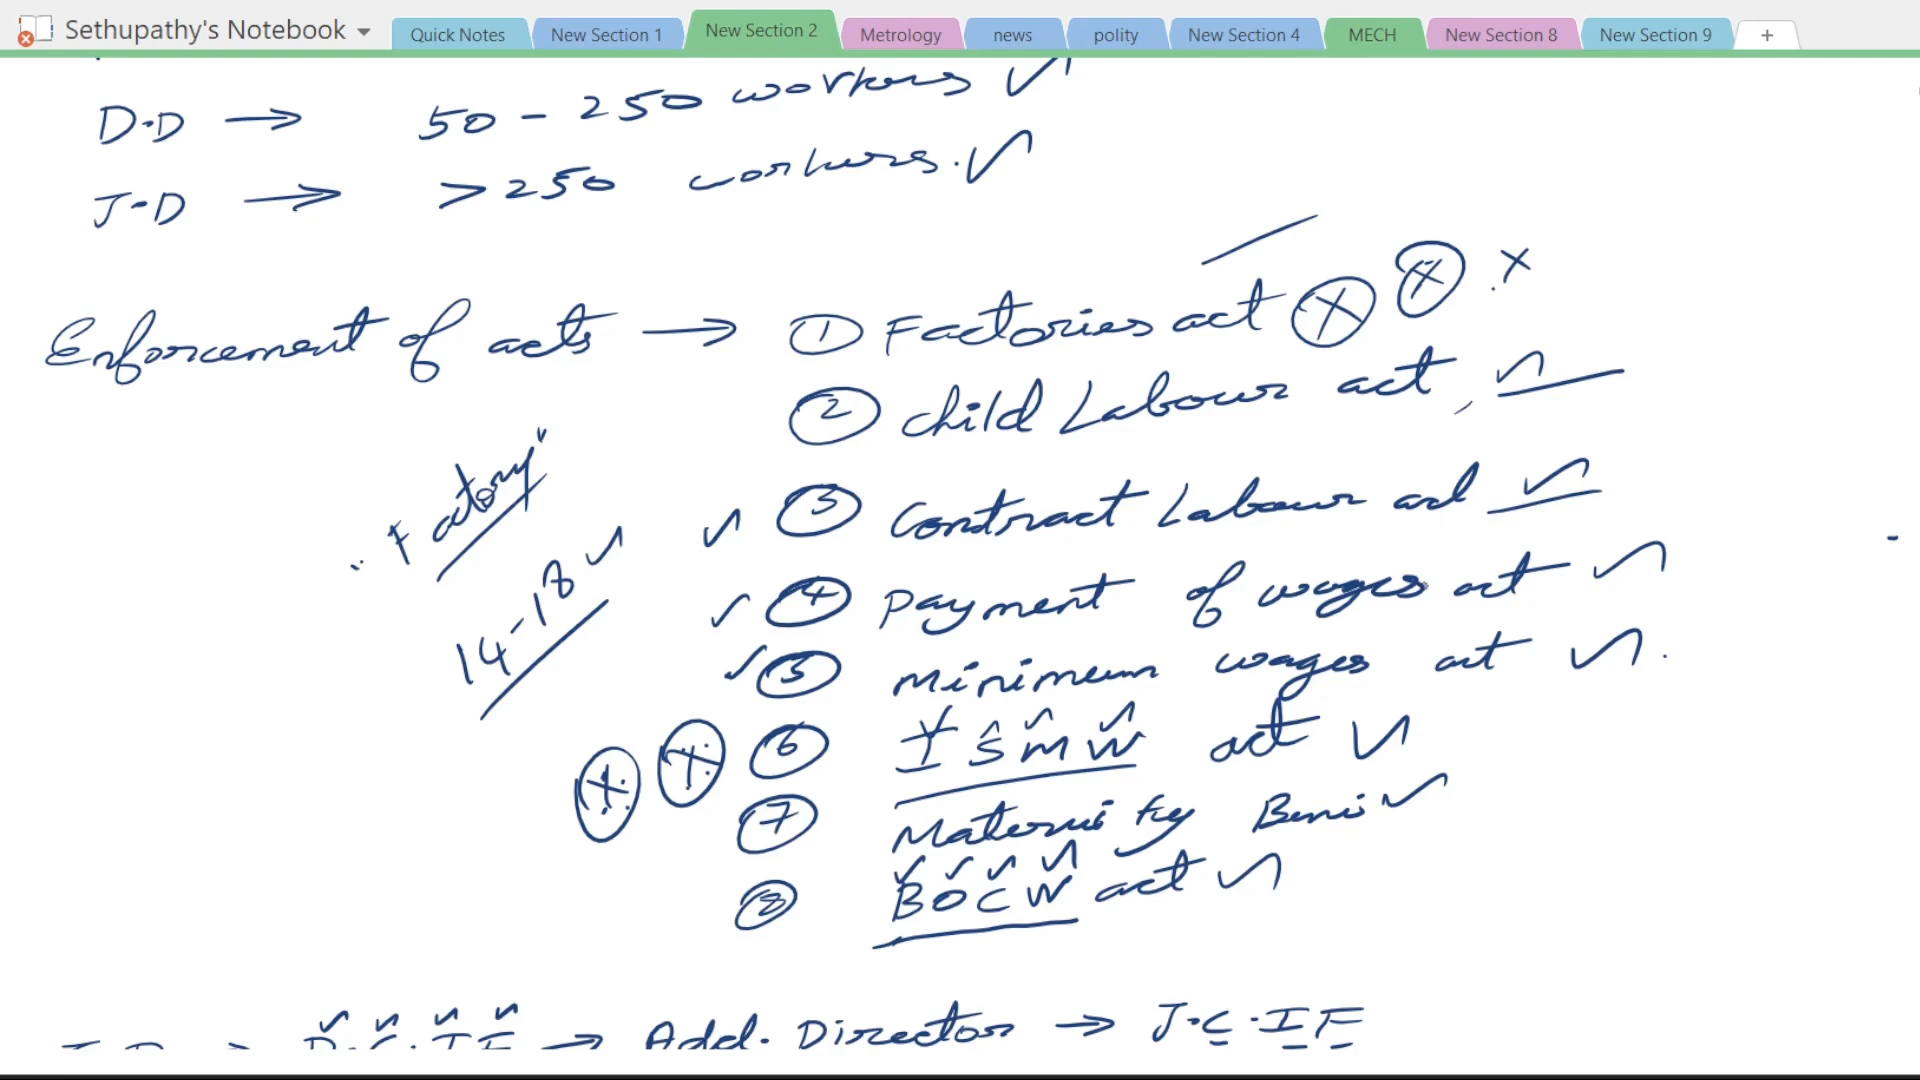 Sethupathy's Notebook
Quick Notes
New Section 1
New Section 2
Metrology
news
polity
New Section 4
MECH
New Section 8
New Section 9
+
D.D → 50 - 250 workers ✓
J.D → > 250 workers. ✓
Enforcement of acts → ① Factories act
② Child Labour act,
"Fatory"
14-18 ✓
✓ ③ Contract Labour act ✓
✓ ④ Payment of wages act ✓
✓ ⑤ Minimum wages act ✓
⑥ ISMW act ✓
⑦ Maternity Beni ✓
⑧ BOCW act ✓
→ Add. Director → J.C.I F